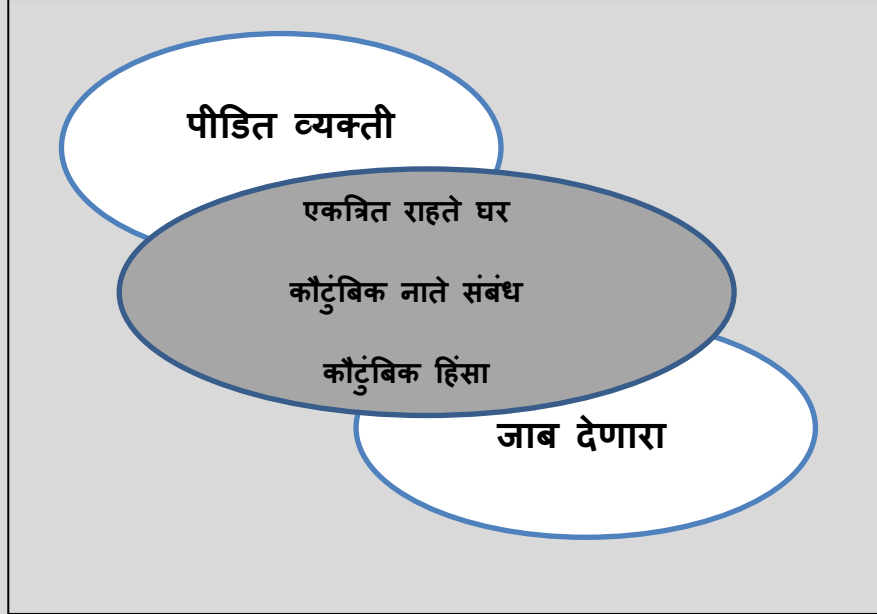 पीडित व्यक्ती
एकत्रित राहते घर
कौटुंबिक नाते संबंध
कौटुंबिक हिंसा
जाब देणारा